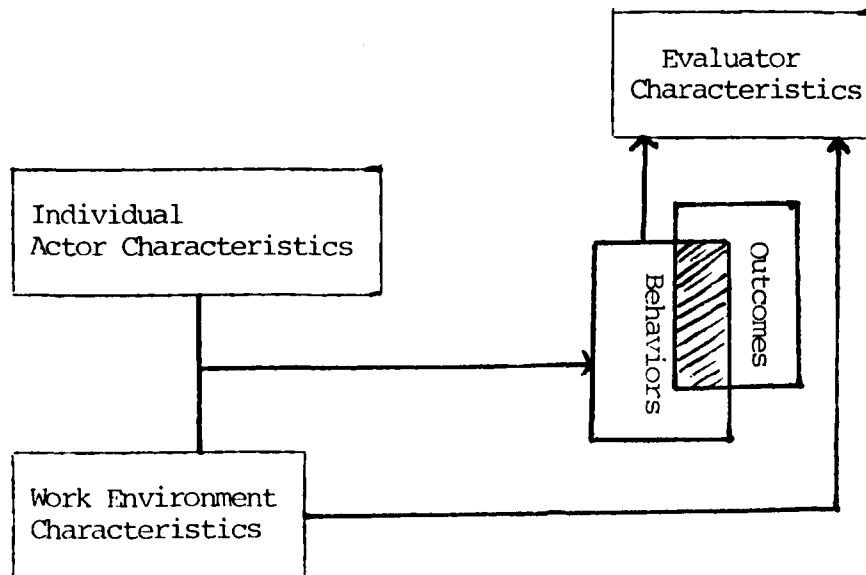 Evaluator
Characteristics
Individual
Actor Characteristics
Behaviors
Outcomes
Work Environment
Characteristics